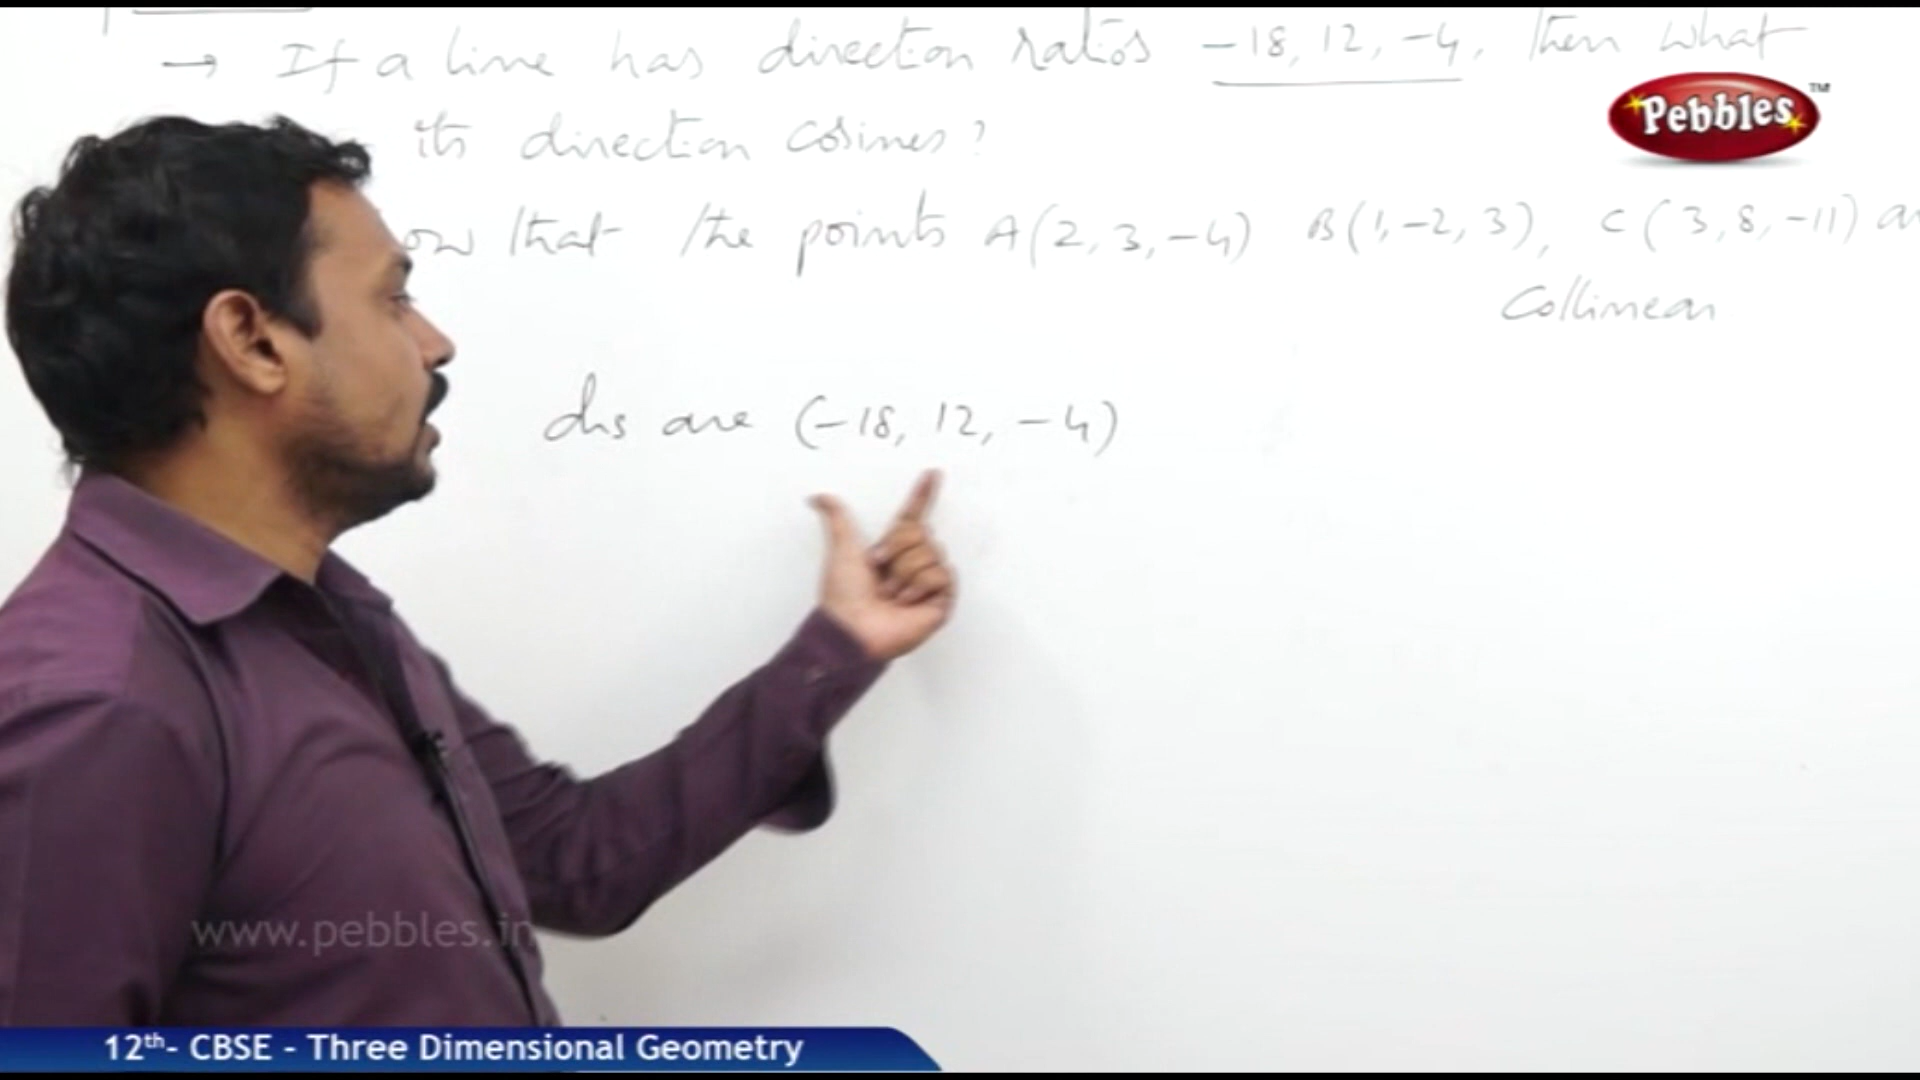 → If a line has direction ratios -18, 12, -4, then what
its direction cosines?
ow that the points A(2, 3, -4) B(1, -2, 3), C(3, 8, -11) a
Collinear
drs are (-18, 12, -4)
Pebbles™
www.pebbles.in
12th- CBSE - Three Dimensional Geometry